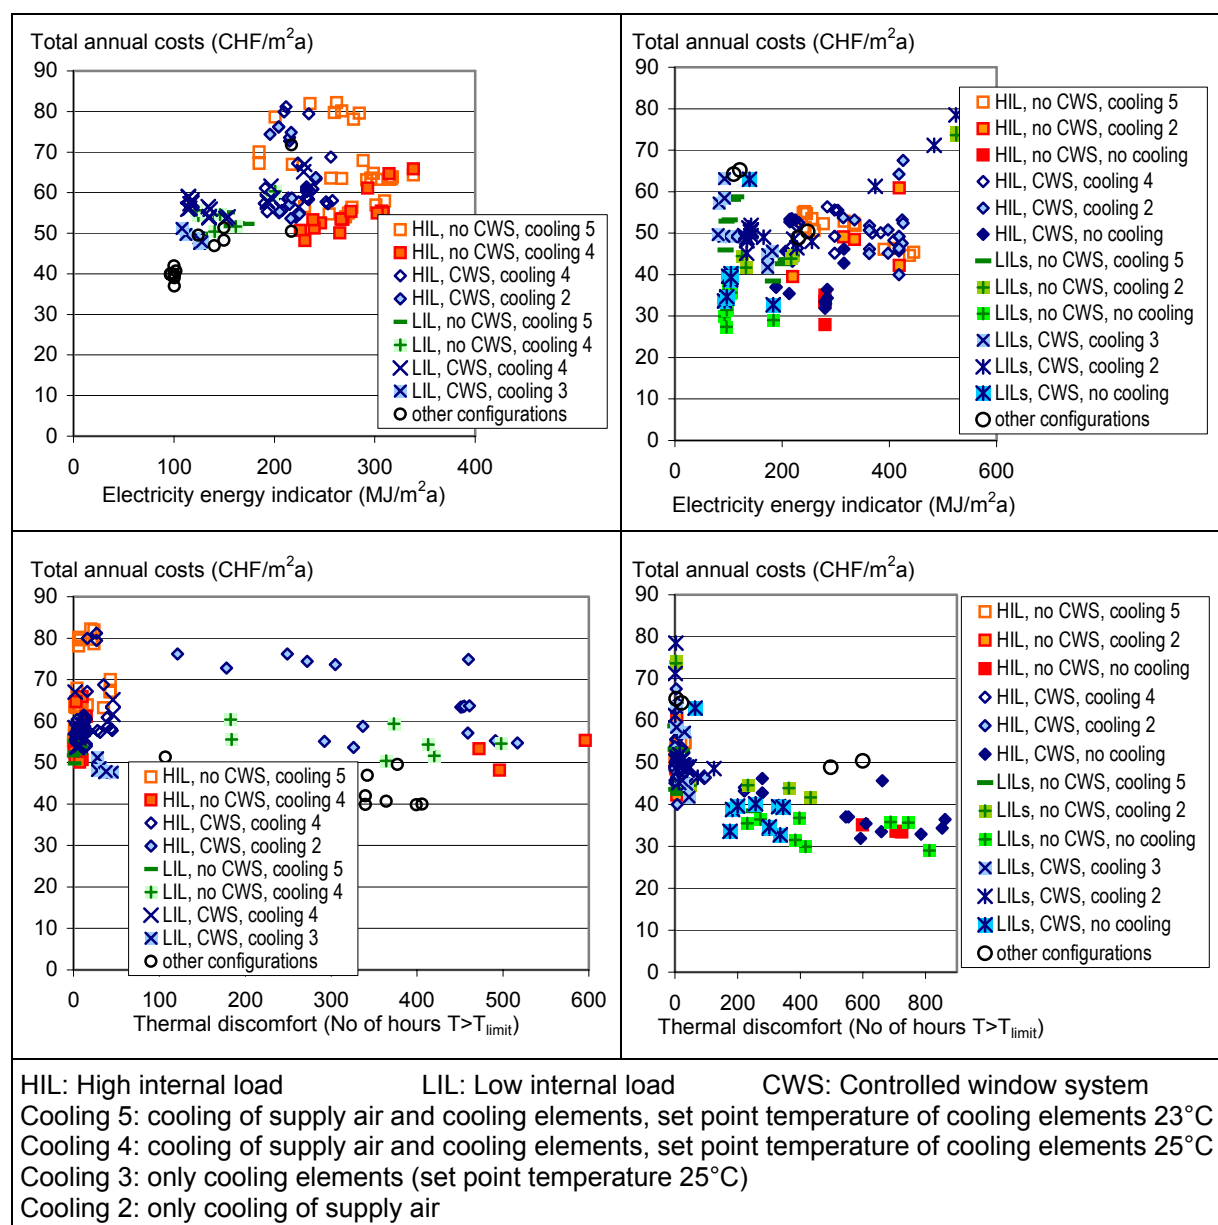 Total annual costs (CHF/m²a)
90
80
70
60
50
40
30
20
10
0
0 100 200 300 400
Electricity energy indicator (MJ/m²a)
HIL, no CWS, cooling 5
HIL, no CWS, cooling 4
HIL, CWS, cooling 4
HIL, CWS, cooling 2
LIL, no CWS, cooling 5
LIL, no CWS, cooling 4
LIL, CWS, cooling 4
LIL, CWS, cooling 3
other configurations
Total annual costs (CHF/m²a)
90
80
70
60
50
40
30
20
10
0
0 200 400 600
Electricity energy indicator (MJ/m²a)
HIL, no CWS, cooling 5
HIL, no CWS, cooling 2
HIL, no CWS, no cooling
HIL, CWS, cooling 4
HIL, CWS, cooling 2
HIL, CWS, no cooling
LILs, no CWS, cooling 5
LILs, no CWS, cooling 2
LILs, no CWS, no cooling
LILs, CWS, cooling 3
LILs, CWS, cooling 2
LILs, CWS, no cooling
other configurations
Total annual costs (CHF/m²a)
90
80
70
60
50
40
30
20
10
0
0 100 200 300 400 500 600
Thermal discomfort (No of hours T>Tlimit)
HIL, no CWS, cooling 5
HIL, no CWS, cooling 4
HIL, CWS, cooling 4
HIL, CWS, cooling 2
LIL, no CWS, cooling 5
LIL, no CWS, cooling 4
LIL, CWS, cooling 4
LIL, CWS, cooling 3
other configurations
Total annual costs (CHF/m²a)
90
80
70
60
50
40
30
20
10
0
0 200 400 600 800
Thermal discomfort (No of hours T>Tlimit)
HIL, no CWS, cooling 5
HIL, no CWS, cooling 2
HIL, no CWS, no cooling
HIL, CWS, cooling 4
HIL, CWS, cooling 2
HIL, CWS, no cooling
LILs, no CWS, cooling 5
LILs, no CWS, cooling 2
LILs, no CWS, no cooling
LILs, CWS, cooling 3
LILs, CWS, cooling 2
LILs, CWS, no cooling
other configurations
HIL: High internal load LIL: Low internal load CWS: Controlled window system
Cooling 5: cooling of supply air and cooling elements, set point temperature of cooling elements 23°C
Cooling 4: cooling of supply air and cooling elements, set point temperature of cooling elements 25°C
Cooling 3: only cooling elements (set point temperature 25°C)
Cooling 2: only cooling of supply air